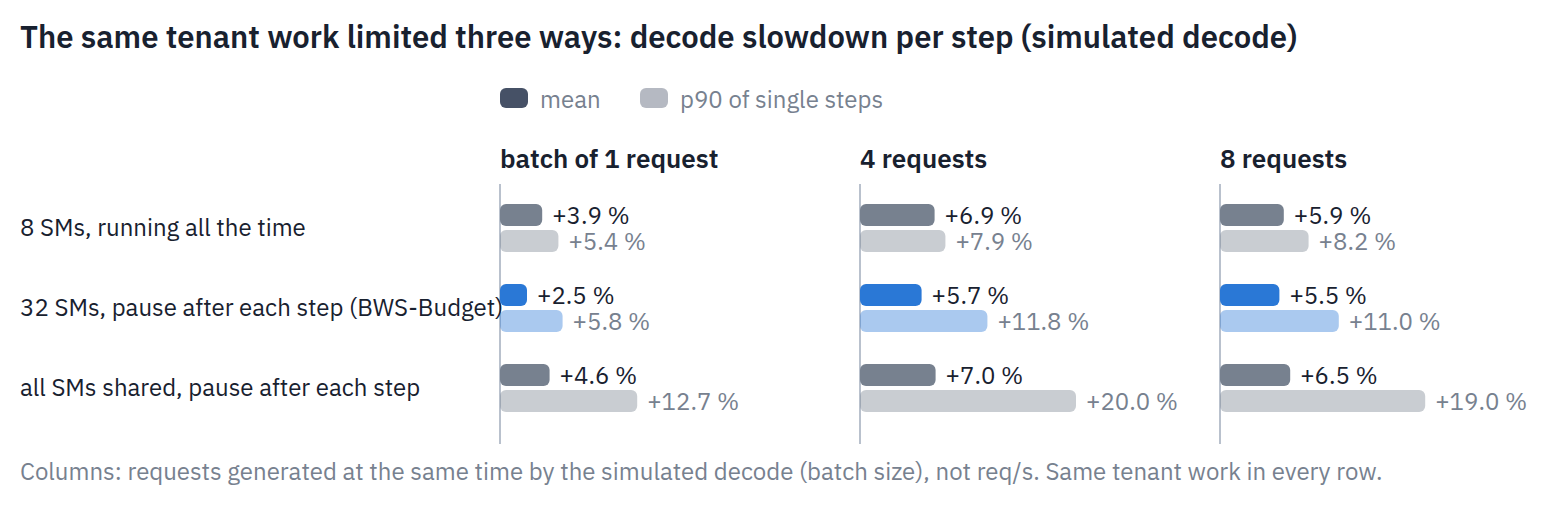 The same tenant work limited three ways: decode slowdown per step (simulated decode)
mean p90 of single steps
batch of 1 request 4 requests 8 requests
8 SMs, running all the time
+3.9 % +6.9 % +5.9 %
+5.4 % +7.9 % +8.2 %
32 SMs, pause after each step (BWS-Budget)
+2.5 % +5.7 % +5.5 %
+5.8 % +11.8 % +11.0 %
all SMs shared, pause after each step
+4.6 % +7.0 % +6.5 %
+12.7 % +20.0 % +19.0 %
Columns: requests generated at the same time by the simulated decode (batch size), not req/s. Same tenant work in every row.